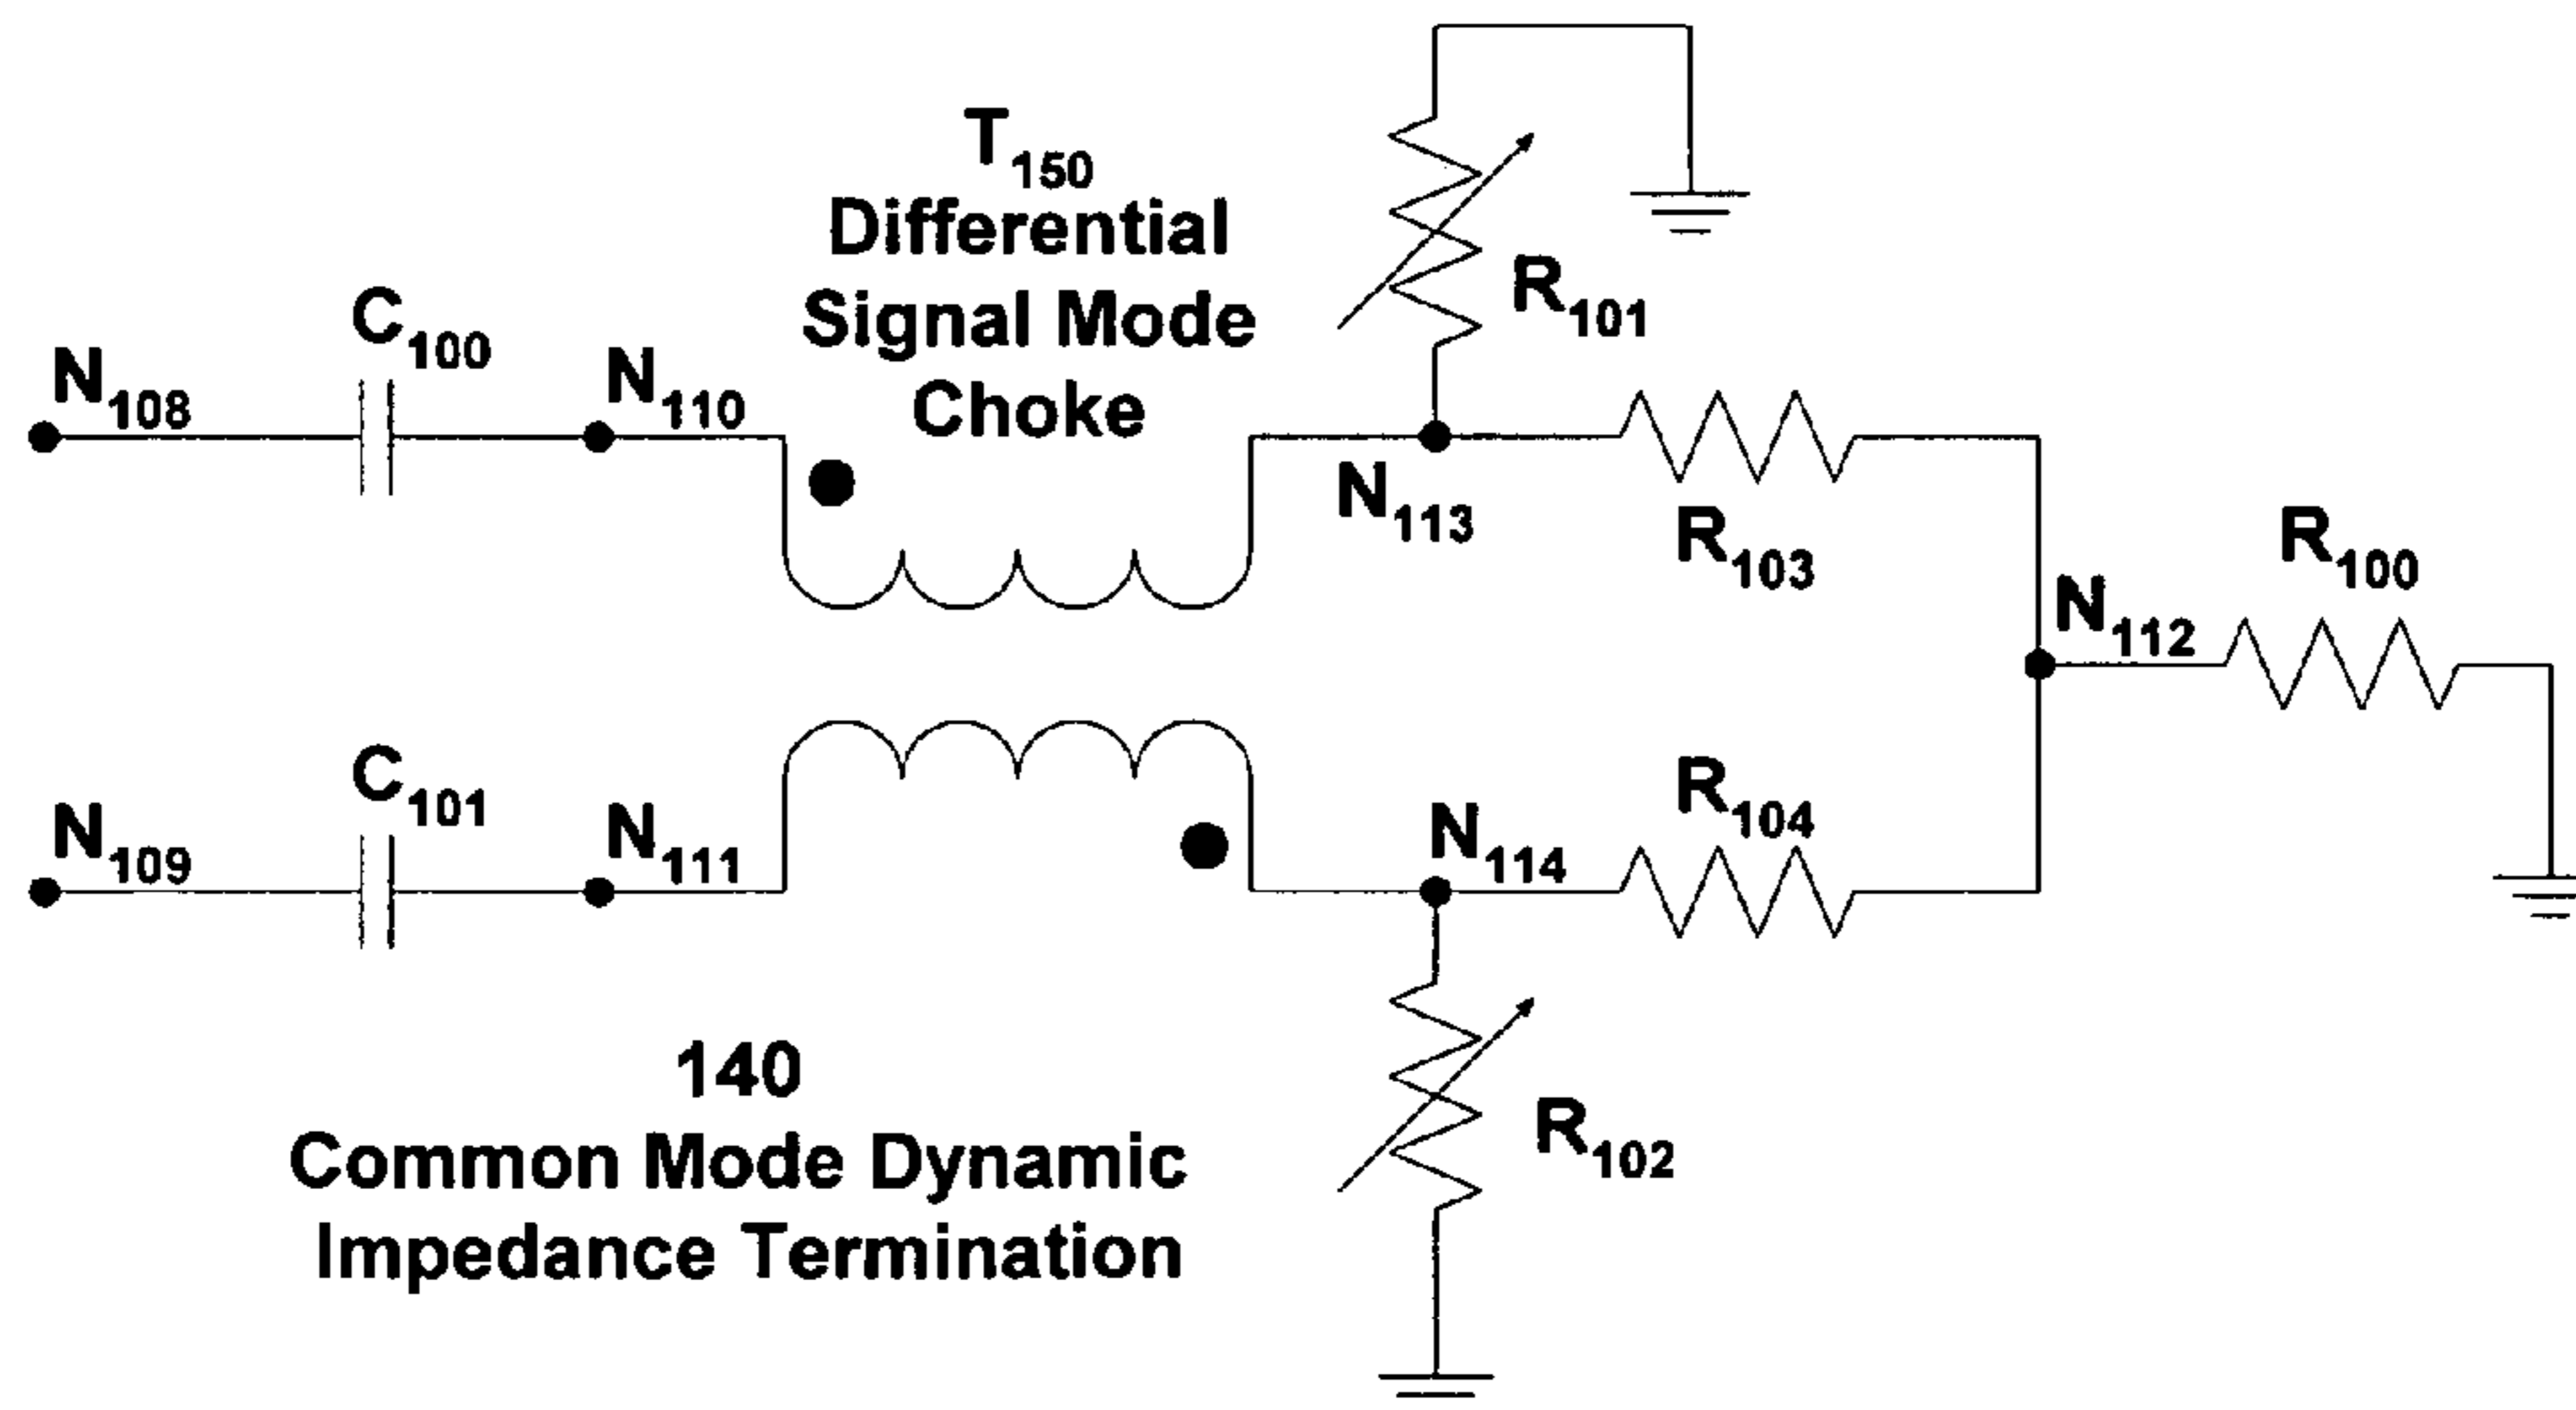 T150
Differential
Signal Mode
Choke
R101
C100
N108
N110
N113
R103
N112
R100
C101
N109
N111
N114
R104
R102
140
Common Mode Dynamic
Impedance Termination